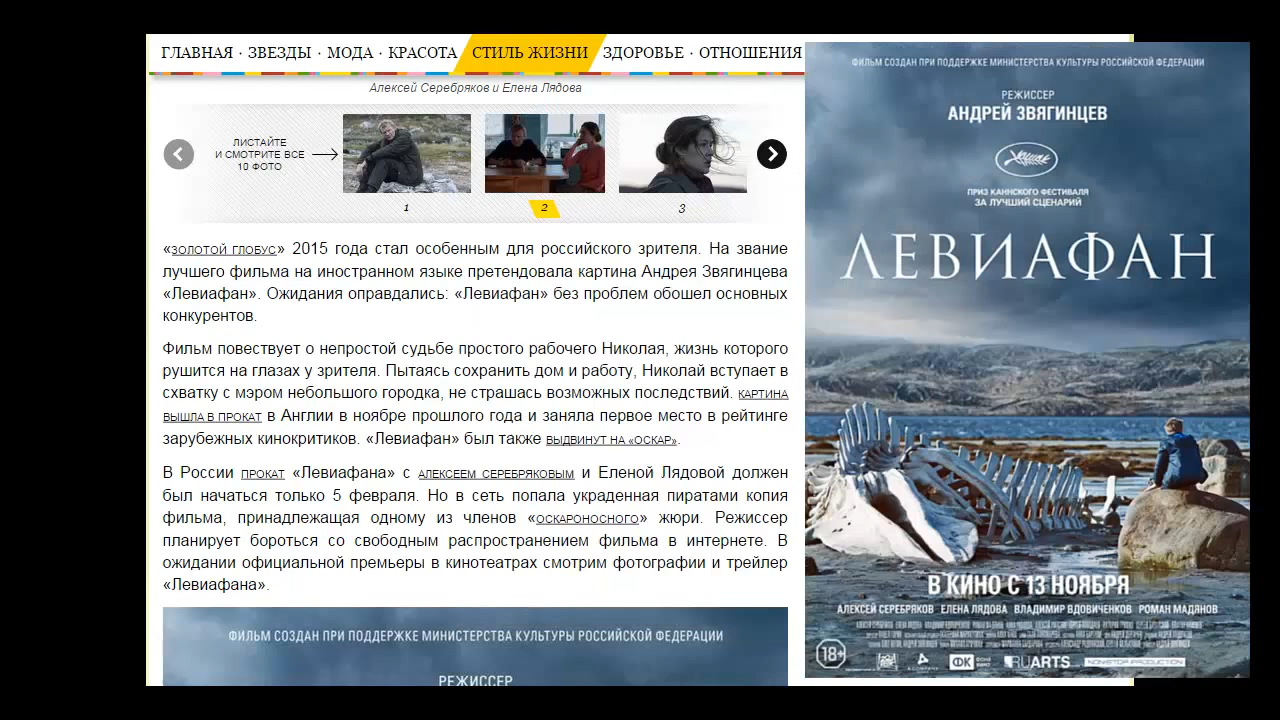 ГЛАВНАЯ · ЗВЕЗДЫ · МОДА · КРАСОТА СТИЛЬ ЖИЗНИ ЗДОРОВЬЕ · ОТНОШЕНИЯ
Алексей Серебряков и Елена Лядова
ЛИСТАЙТЕ
И СМОТРИТЕ ВСЕ
10 ФОТО
1
2
3
«ЗОЛОТОЙ ГЛОБУС» 2015 года стал особенным для российского зрителя. На звание
лучшего фильма на иностранном языке претендовала картина Андрея Звягинцева
«Левиафан». Ожидания оправдались: «Левиафан» без проблем обошел основных
конкурентов.
Фильм повествует о непростой судьбе простого рабочего Николая, жизнь которого
рушится на глазах у зрителя. Пытаясь сохранить дом и работу, Николай вступает в
схватку с мэром небольшого городка, не страшась возможных последствий. КАРТИНА
ВЫШЛА В ПРОКАТ в Англии в ноябре прошлого года и заняла первое место в рейтинге
зарубежных кинокритиков. «Левиафан» был также ВЫДВИНУТ НА «ОСКАР».
В России ПРОКАТ «Левиафана» с АЛЕКСЕЕМ СЕРЕБРЯКОВЫМ и Еленой Лядовой должен
был начаться только 5 февраля. Но в сеть попала украденная пиратами копия
фильма, принадлежащая одному из членов «ОСКАРОНОСНОГО» жюри. Режиссер
планирует бороться со свободным распространением фильма в интернете. В
ожидании официальной премьеры в кинотеатрах смотрим фотографии и трейлер
«Левиафана».
ФИЛЬМ СОЗДАН ПРИ ПОДДЕРЖКЕ МИНИСТЕРСТВА КУЛЬТУРЫ РОССИЙСКОЙ ФЕДЕРАЦИИ
РЕЖИССЕР
ФИЛЬМ СОЗДАН ПРИ ПОДДЕРЖКЕ МИНИСТЕРСТВА КУЛЬТУРЫ РОССИЙСКОЙ ФЕДЕРАЦИИ
РЕЖИССЕР
АНДРЕЙ ЗВЯГИНЦЕВ
ПРИЗ КАННСКОГО ФЕСТИВАЛЯ
ЗА ЛУЧШИЙ СЦЕНАРИЙ
ЛЕВИАФАН
В КИНО С 13 НОЯБРЯ
АЛЕКСЕЙ СЕРЕБРЯКОВ ЕЛЕНА ЛЯДОВА ВЛАДИМИР ВДОВИЧЕНКОВ РОМАН МАДЯНОВ
18+
ФК ФОНД КИНО RUARTS NONSTOP PRODUCTION